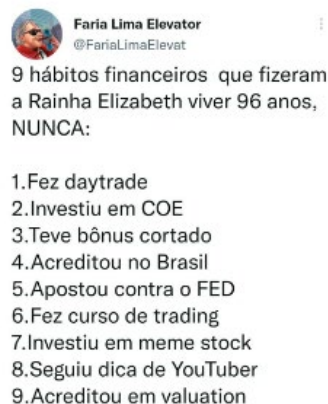 Faria Lima Elevator
@FariaLimaElevat
9 hábitos financeiros que fizeram
a Rainha Elizabeth viver 96 anos,
NUNCA:
1.Fez daytrade
2.Investiu em COE
3.Teve bônus cortado
4.Acreditou no Brasil
5.Apostou contra o FED
6.Fez curso de trading
7.Investiu em meme stock
8.Seguiu dica de YouTuber
9.Acreditou em valuation